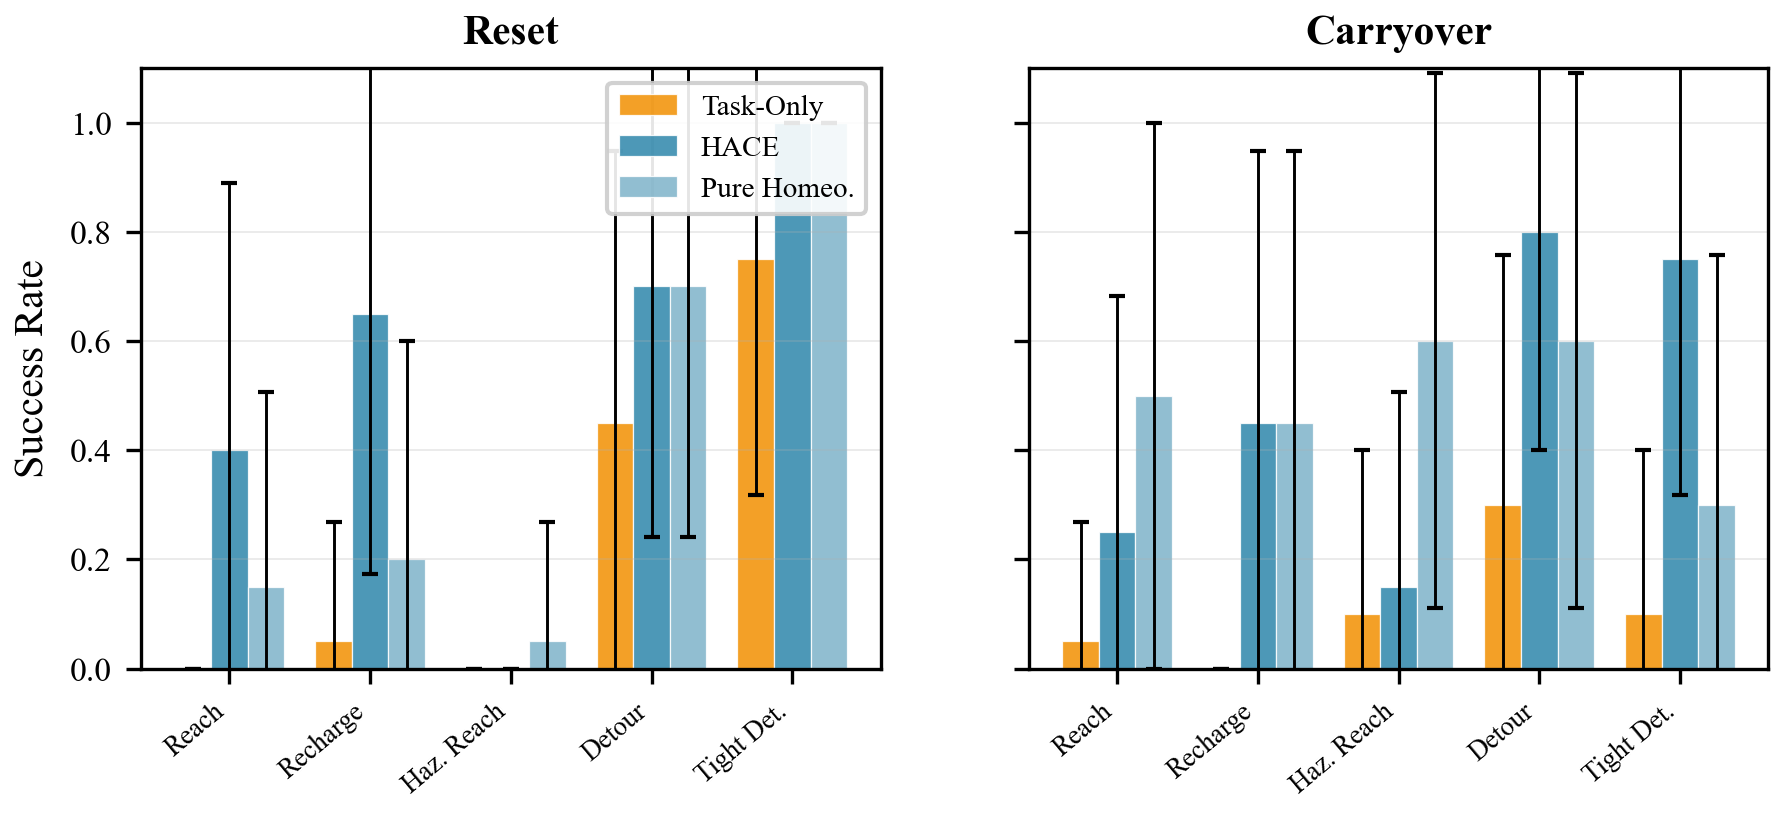 Reset
Carryover
Success Rate
1.0
0.8
0.6
0.4
0.2
0.0
Task-Only
HACE
Pure Homeo.
Reach
Recharge
Haz. Reach
Detour
Tight Det.
Reach
Recharge
Haz. Reach
Detour
Tight Det.